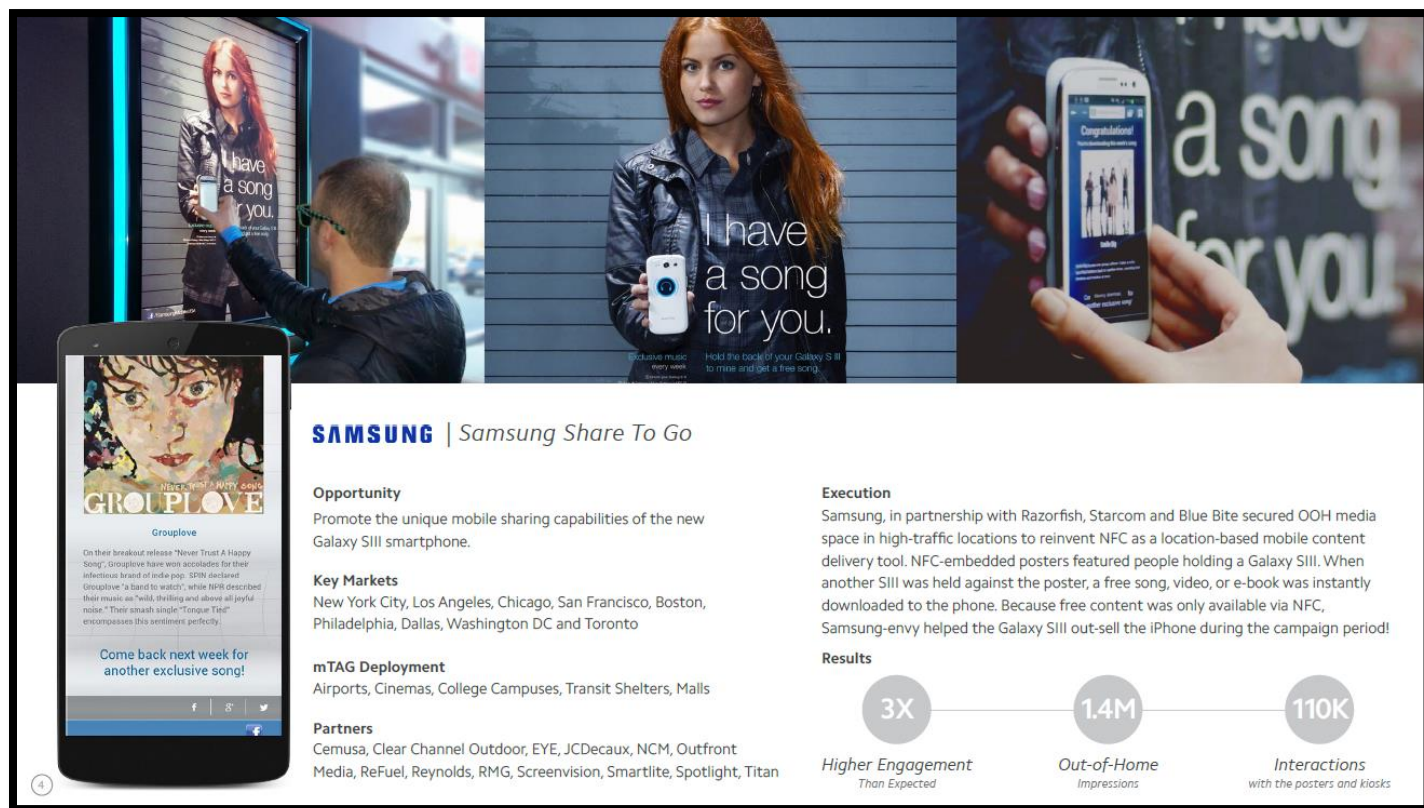 I have
a song
for you.
I have
a song
for you.
Exclusive music
every week
Hold the back of your Galaxy S III
to mine and get a free song.
Congratulations!
a song
for you.
NEVER TRUST A HAPPY SONG
GROUPLOVE
Grouplove
On their breakout release "Never Trust A Happy
Song", Grouplove have won accolades for their
infectious brand of indie pop. SPIN declared
Grouplove "a band to watch", while NPR described
their music as "wild, thrilling and above all joyful
noise." Their smash single "Tongue Tied"
encompasses this sentiment perfectly.
Come back next week for
another exclusive song!
SAMSUNG | Samsung Share To Go
Opportunity
Promote the unique mobile sharing capabilities of the new
Galaxy SIII smartphone.
Key Markets
New York City, Los Angeles, Chicago, San Francisco, Boston,
Philadelphia, Dallas, Washington DC and Toronto
mTAG Deployment
Airports, Cinemas, College Campuses, Transit Shelters, Malls
Partners
Cemusa, Clear Channel Outdoor, EYE, JCDecaux, NCM, Outfront
Media, ReFuel, Reynolds, RMG, Screenvision, Smartlite, Spotlight, Titan
Execution
Samsung, in partnership with Razorfish, Starcom and Blue Bite secured OOH media
space in high-traffic locations to reinvent NFC as a location-based mobile content
delivery tool. NFC-embedded posters featured people holding a Galaxy SIII. When
another SIII was held against the poster, a free song, video, or e-book was instantly
downloaded to the phone. Because free content was only available via NFC,
Samsung-envy helped the Galaxy SIII out-sell the iPhone during the campaign period!
Results
3X
1.4M
110K
Higher Engagement
Than Expected
Out-of-Home
Impressions
Interactions
with the posters and kiosks
4